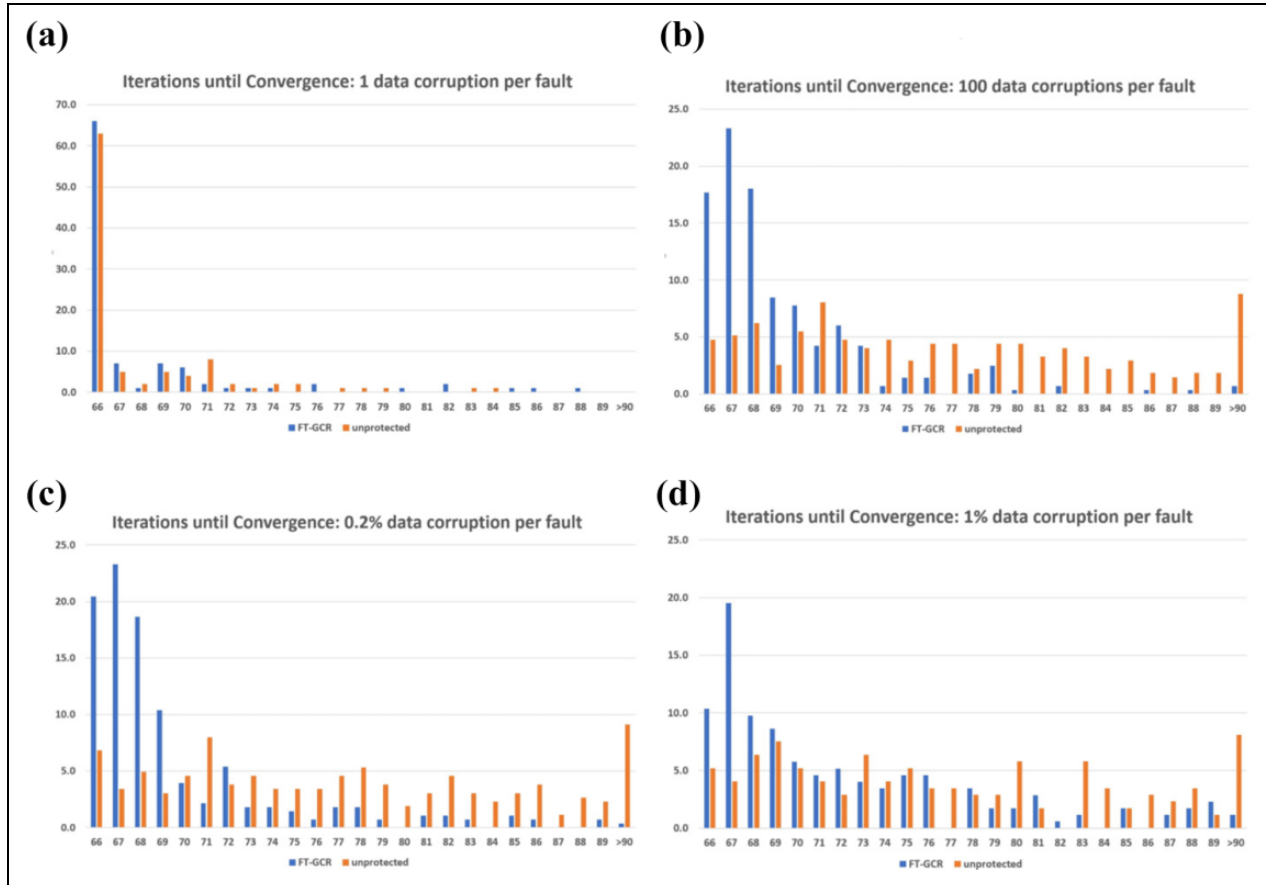 (a)
Iterations until Convergence: 1 data corruption per fault
70.0
60.0
50.0
40.0
30.0
20.0
10.0
0.0
66 67 68 69 70 71 72 73 74 75 76 77 78 79 80 81 82 83 84 85 86 87 88 89 >90
FT-GCR unprotected
(b)
Iterations until Convergence: 100 data corruptions per fault
25.0
20.0
15.0
10.0
5.0
0.0
66 67 68 69 70 71 72 73 74 75 76 77 78 79 80 81 82 83 84 85 86 87 88 89 >90
FT-GCR unprotected
(c)
Iterations until Convergence: 0.2% data corruption per fault
25.0
20.0
15.0
10.0
5.0
0.0
66 67 68 69 70 71 72 73 74 75 76 77 78 79 80 81 82 83 84 85 86 87 88 89 >90
FT-GCR unprotected
(d)
Iterations until Convergence: 1% data corruption per fault
25.0
20.0
15.0
10.0
5.0
0.0
66 67 68 69 70 71 72 73 74 75 76 77 78 79 80 81 82 83 84 85 86 87 88 89 >90
FT-GCR unprotected